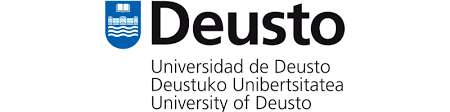 Deusto
Universidad de Deusto
Deustuko Unibertsitatea
University of Deusto